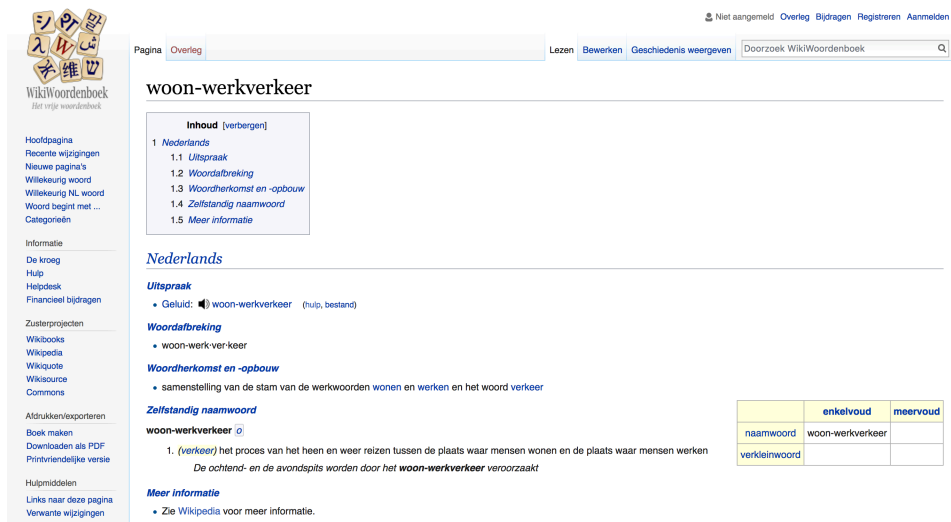 Niet aangemeld Overleg Bijdragen Registreren Aanmelden
Pagina Overleg
Lezen Bewerken Geschiedenis weergeven Doorzoek WikiWoordenboek
WikiWoordenboek
Het vrije woordenboek
Hoofdpagina
Recente wijzigingen
Nieuwe pagina's
Willekeurig woord
Willekeurig NL woord
Woord begint met ...
Categorieën
Informatie
De kroeg
Hulp
Helpdesk
Financieel bijdragen
Zusterprojecten
Wikibooks
Wikipedia
Wikiquote
Wikisource
Commons
Afdrukken/exporteren
Boek maken
Downloaden als PDF
Printvriendelijke versie
Hulpmiddelen
Links naar deze pagina
Verwante wijzigingen
woon-werkverkeer
Inhoud [verbergen]
1 Nederlands
1.1 Uitspraak
1.2 Woordafbreking
1.3 Woordherkomst en -opbouw
1.4 Zelfstandig naamwoord
1.5 Meer informatie
Nederlands
Uitspraak
• Geluid: woon-werkverkeer (hulp, bestand)
Woordafbreking
• woon-werk·ver·keer
Woordherkomst en -opbouw
• samenstelling van de stam van de werkwoorden wonen en werken en het woord verkeer
Zelfstandig naamwoord
woon-werkverkeer o
1. (verkeer) het proces van het heen en weer reizen tussen de plaats waar mensen wonen en de plaats waar mensen werken
De ochtend- en de avondspits worden door het woon-werkverkeer veroorzaakt
enkelvoud meervoud
naamwoord woon-werkverkeer
verkleinwoord
Meer informatie
• Zie Wikipedia voor meer informatie.